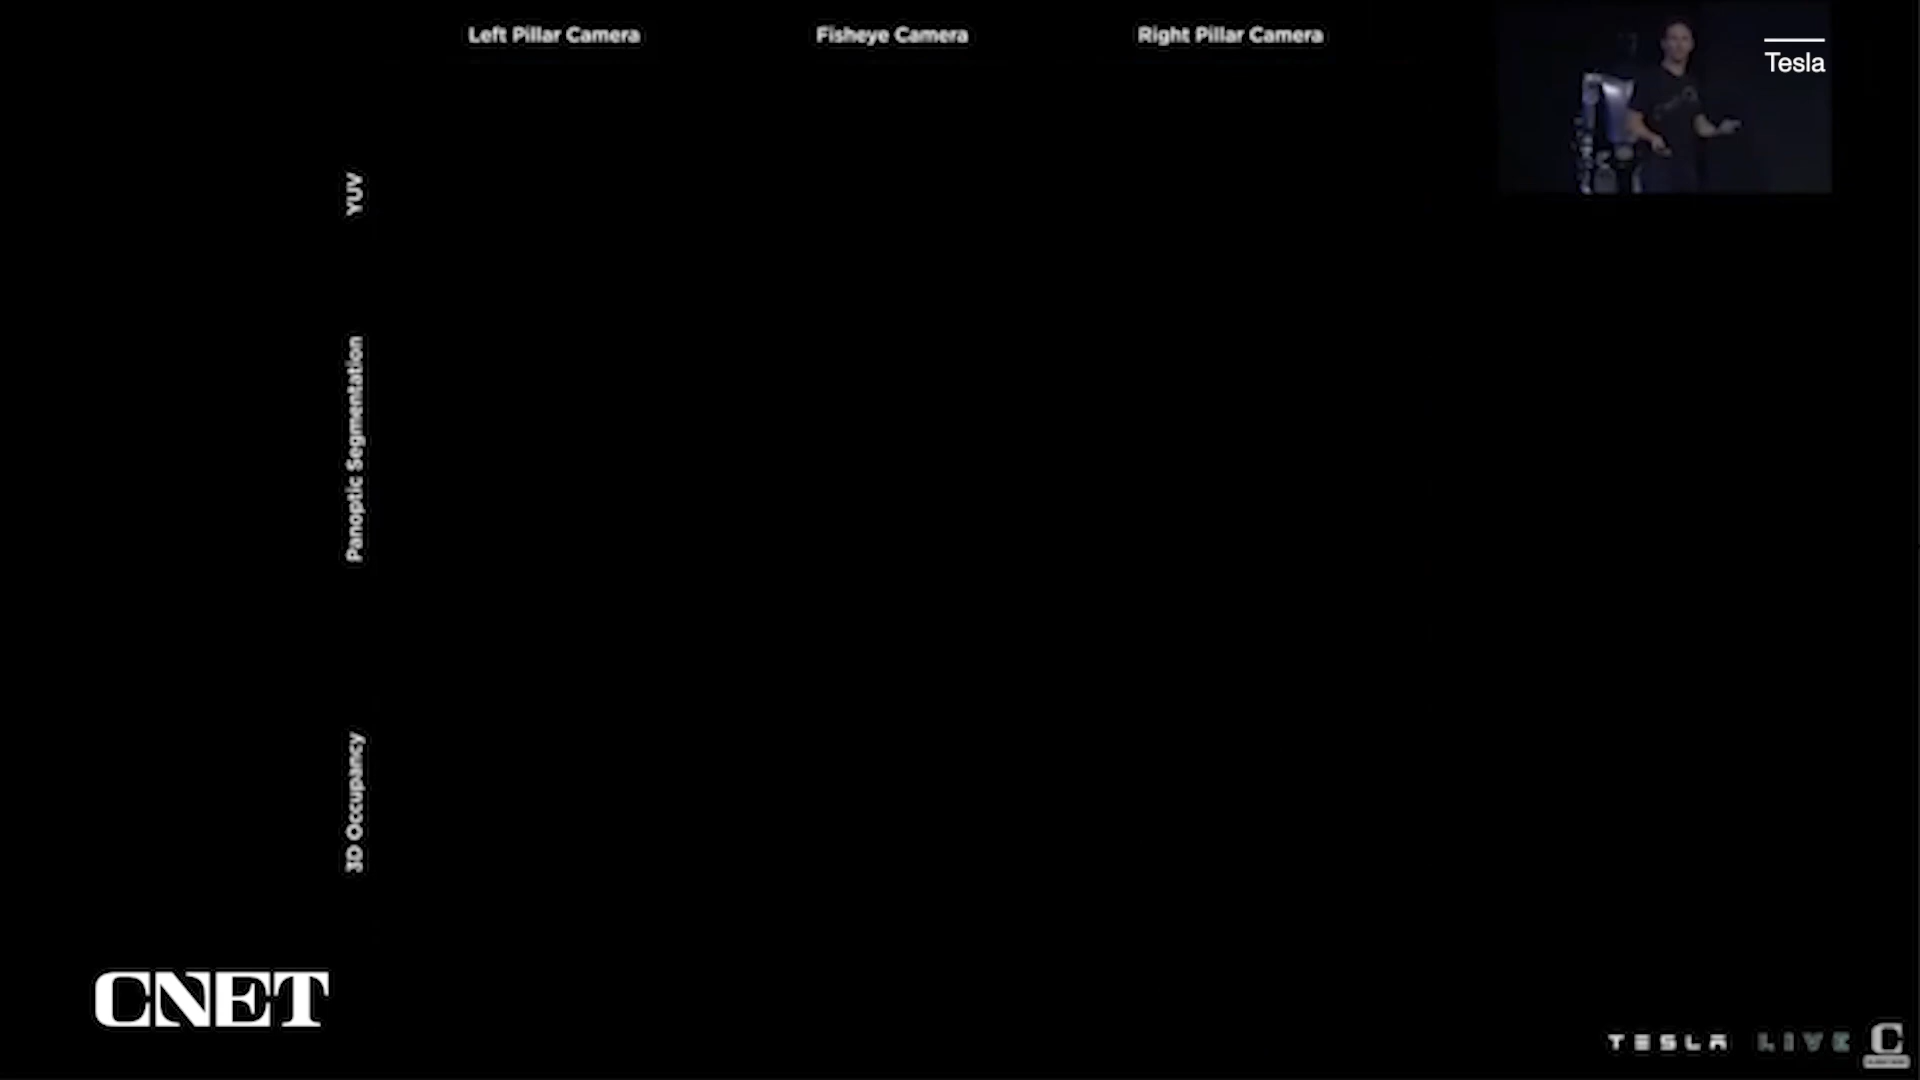 Left Pillar Camera
Fisheye Camera
Right Pillar Camera
Tesla
YUV
Panoptic Segmentation
3D Occupancy
CNET
TESLA LIVE
C